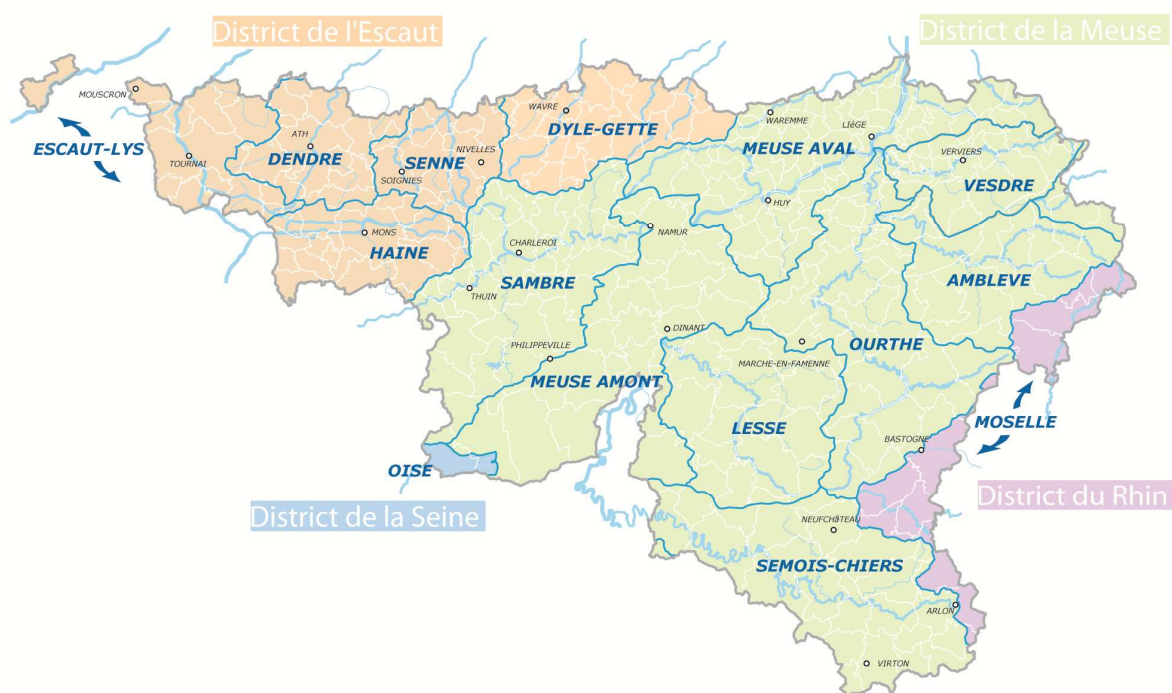 District de l'Escaut
District de la Meuse
MOUSCRON
ESCAUT-LYS
TOURNAI
ATH
DENDRE
SOIGNIES
SENNE
NIVELLES
WAVRE
DYLE-GETTE
WAREMME
LIéGE
MEUSE AVAL
VERVIERS
VESDRE
HUY
MONS
HAINE
CHARLEROI
NAMUR
SAMBRE
THUIN
AMBLEVE
DINANT
PHILIPPEVILLE
MARCHE-EN-FAMENNE
OURTHE
MEUSE AMONT
LESSE
MOSELLE
BASTOGNE
OISE
District de la Seine
District du Rhin
NEUFCHâTEAU
SEMOIS-CHIERS
ARLON
VIRTON